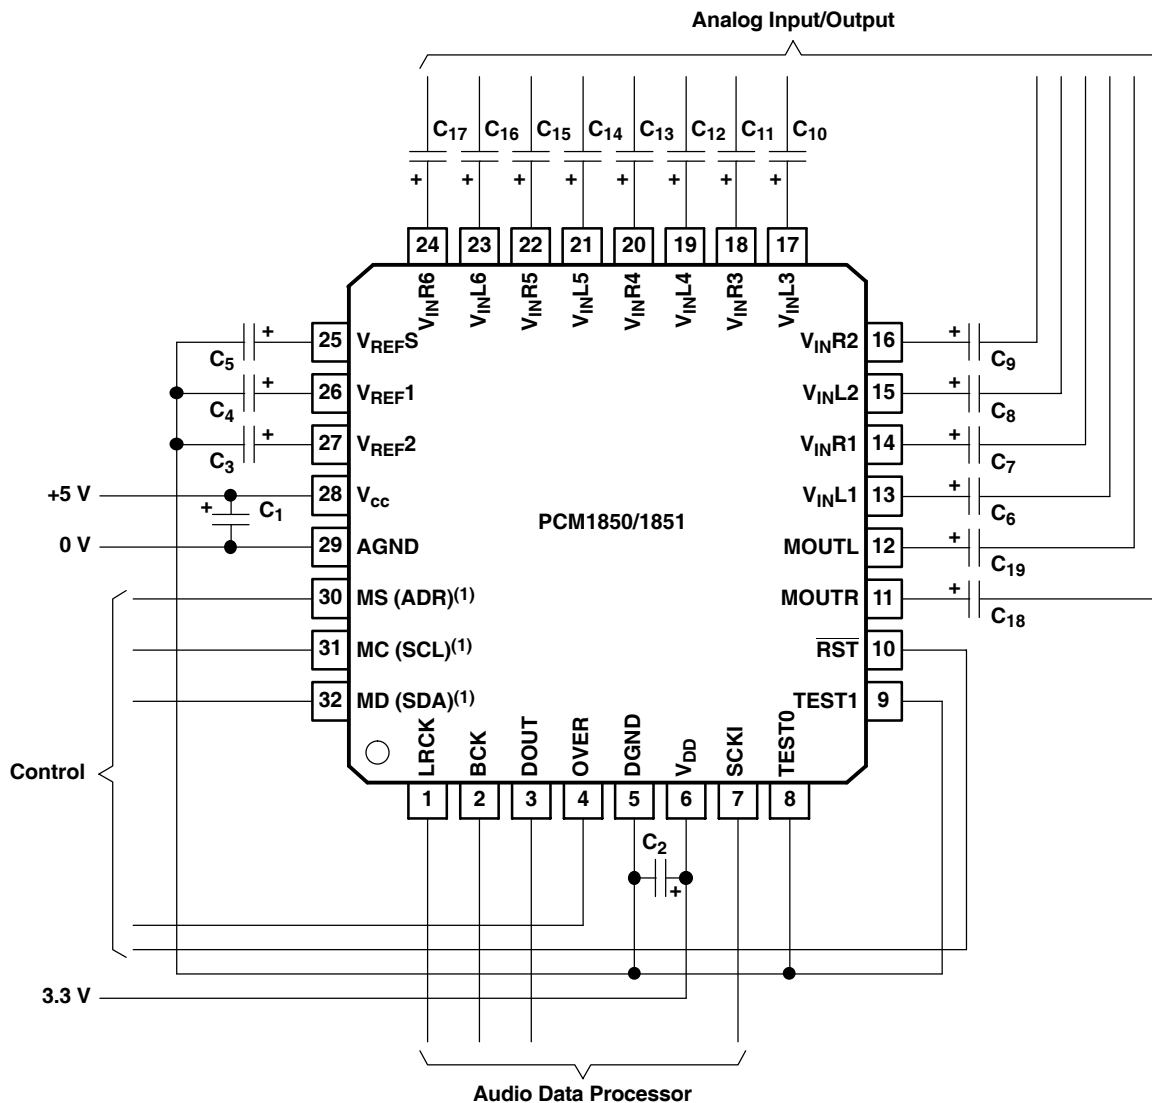 Analog Input/Output
C17 C16 C15 C14 C13 C12 C11 C10
+ + + + + + + +
24 23 22 21 20 19 18 17
VINR6 VINL6 VINR5 VINL5 VINR4 VINL4 VINR3 VINL3
C5 + 25 VREFS
C4 + 26 VREF1
C3 + 27 VREF2
+5 V + C1 28 Vcc
0 V 29 AGND
30 MS (ADR)(1)
31 MC (SCL)(1)
32 MD (SDA)(1)
PCM1850/1851
VINR2 16 + C9
VINL2 15 + C8
VINR1 14 + C7
VINL1 13 + C6
MOUTL 12 + C19
MOUTR 11 + C18
RST 10
TEST1 9
LRCK BCK DOUT OVER DGND VDD SCKI TEST0
1 2 3 4 5 6 7 8
Control
C2 +
3.3 V
Audio Data Processor